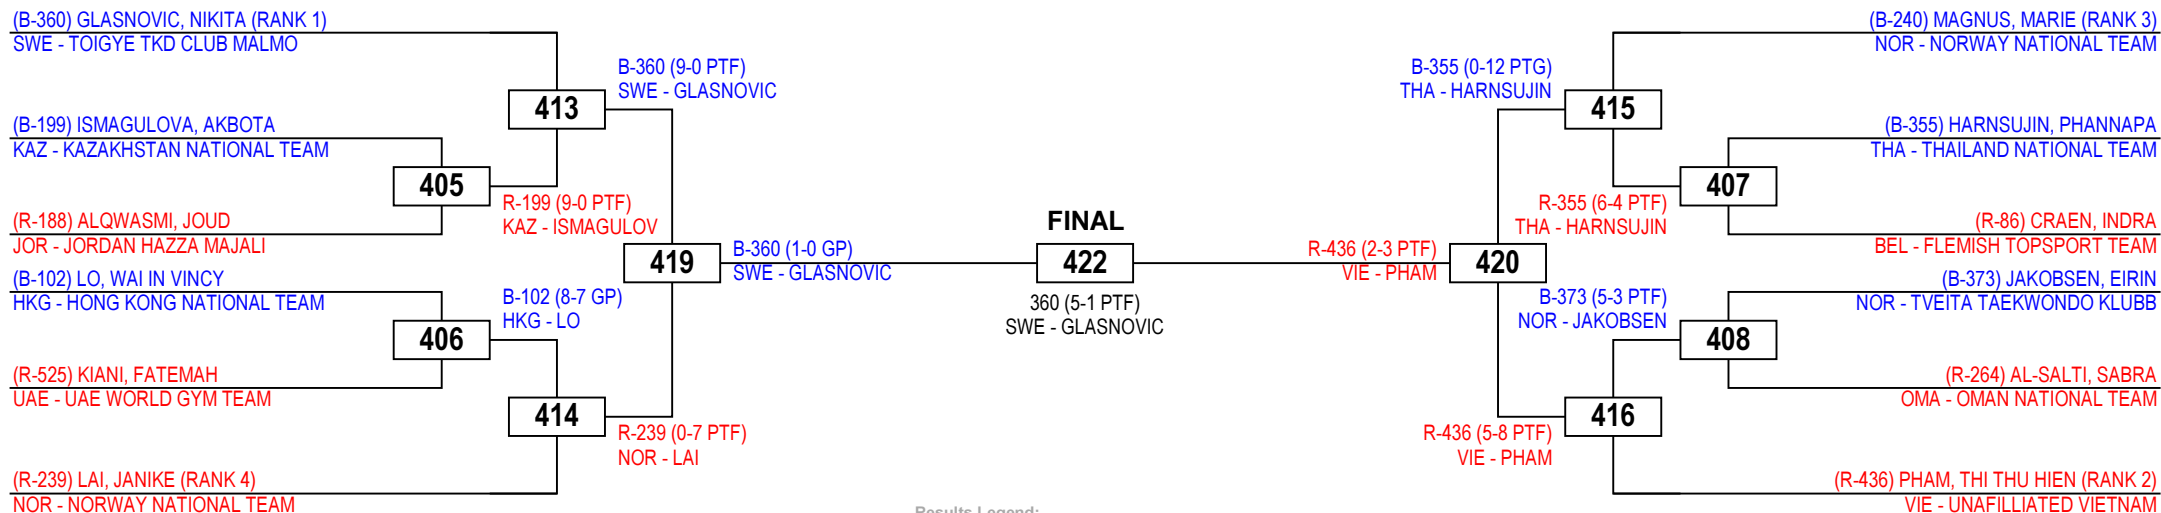 (B-360) GLASNOVIC, NIKITA (RANK 1)
SWE - TOIGYE TKD CLUB MALMO
(B-199) ISMAGULOVA, AKBOTA
KAZ - KAZAKHSTAN NATIONAL TEAM
(R-188) ALQWASMI, JOUD
JOR - JORDAN HAZZA MAJALI
(B-102) LO, WAI IN VINCY
HKG - HONG KONG NATIONAL TEAM
(R-525) KIANI, FATEMAH
UAE - UAE WORLD GYM TEAM
(R-239) LAI, JANIKE (RANK 4)
NOR - NORWAY NATIONAL TEAM
405
406
R-199 (9-0 PTF)
KAZ - ISMAGULOV
B-102 (8-7 GP)
HKG - LO
413
414
B-360 (9-0 PTF)
SWE - GLASNOVIC
R-239 (0-7 PTF)
NOR - LAI
419
B-360 (1-0 GP)
SWE - GLASNOVIC
FINAL
422
360 (5-1 PTF)
SWE - GLASNOVIC
R-436 (2-3 PTF)
VIE - PHAM
420
B-355 (0-12 PTG)
THA - HARNSUJIN
R-436 (5-8 PTF)
VIE - PHAM
415
416
R-355 (6-4 PTF)
THA - HARNSUJIN
B-373 (5-3 PTF)
NOR - JAKOBSEN
407
408
(B-240) MAGNUS, MARIE (RANK 3)
NOR - NORWAY NATIONAL TEAM
(B-355) HARNSUJIN, PHANNAPA
THA - THAILAND NATIONAL TEAM
(R-86) CRAEN, INDRA
BEL - FLEMISH TOPSPORT TEAM
(B-373) JAKOBSEN, EIRIN
NOR - TVEITA TAEKWONDO KLUBB
(R-264) AL-SALTI, SABRA
OMA - OMAN NATIONAL TEAM
(R-436) PHAM, THI THU HIEN (RANK 2)
VIE - UNAFILLIATED VIETNAM
Results Legend: